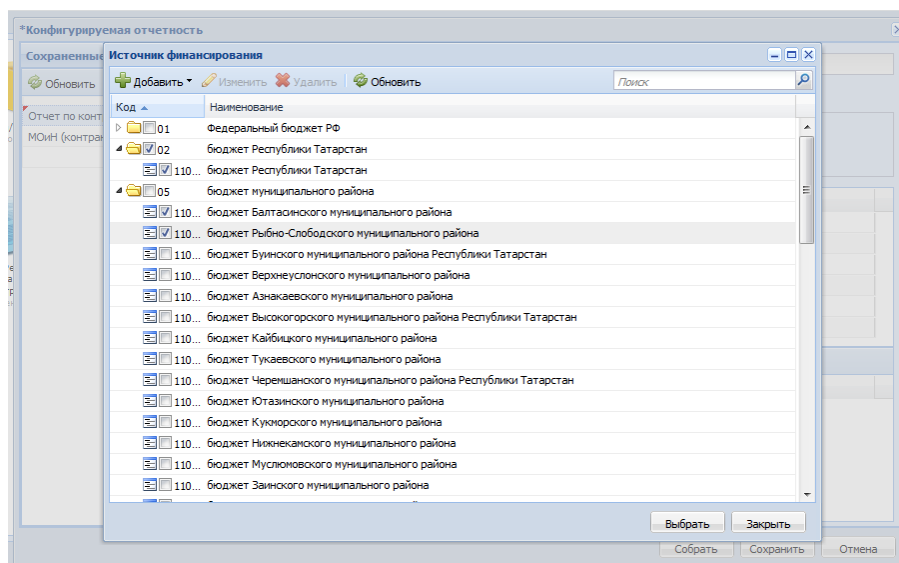 *Конфигурируемая отчетность
Сохраненные
Обновить
Отчет по конт
МОиН (контра
Источник финансирования
Добавить Изменить Удалить Обновить Поиск
Код Наименование
01 Федеральный бюджет РФ
02 бюджет Республики Татарстан
110... бюджет Республики Татарстан
05 бюджет муниципального района
110... бюджет Балтасинского муниципального района
110... бюджет Рыбно-Слободского муниципального района
110... бюджет Буинского муниципального района Республики Татарстан
110... бюджет Верхнеуслонского муниципального района
110... бюджет Азнакаевского муниципального района
110... бюджет Высокогорского муниципального района Республики Татарстан
110... бюджет Кайбицкого муниципального района
110... бюджет Тукаевского муниципального района
110... бюджет Черемшанского муниципального района Республики Татарстан
110... бюджет Ютазинского муниципального района
110... бюджет Кукморского муниципального района
110... бюджет Нижнекамского муниципального района
110... бюджет Муслюмовского муниципального района
110... бюджет Заинского муниципального района
Выбрать Закрыть
Собрать Сохранить Отмена